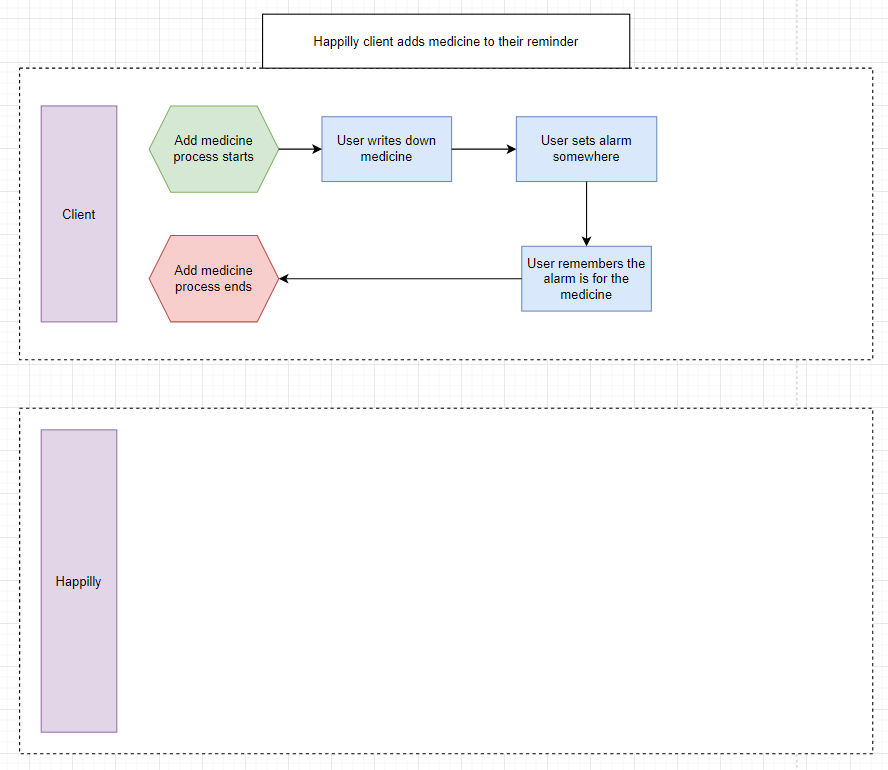 Happilly client adds medicine to their reminder
Client
Add medicine
process starts
User writes down
medicine
User sets alarm
somewhere
Add medicine
process ends
User remembers the
alarm is for the
medicine
Happilly